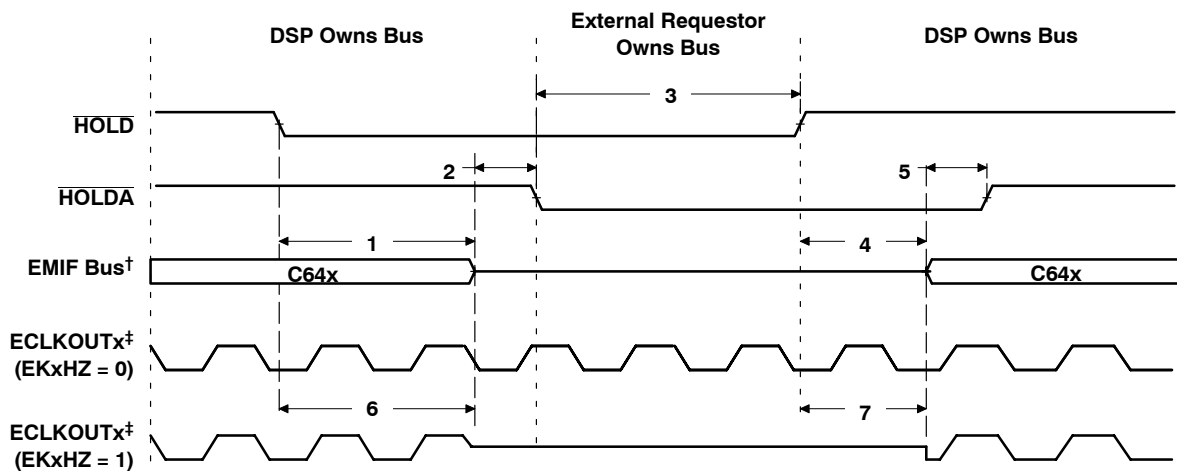 DSP Owns Bus
External Requestor
Owns Bus
DSP Owns Bus
3
HOLD
2
5
HOLDA
1
4
EMIF Bus†
C64x
C64x
ECLKOUTx‡
(EKxHZ = 0)
6
7
ECLKOUTx‡
(EKxHZ = 1)